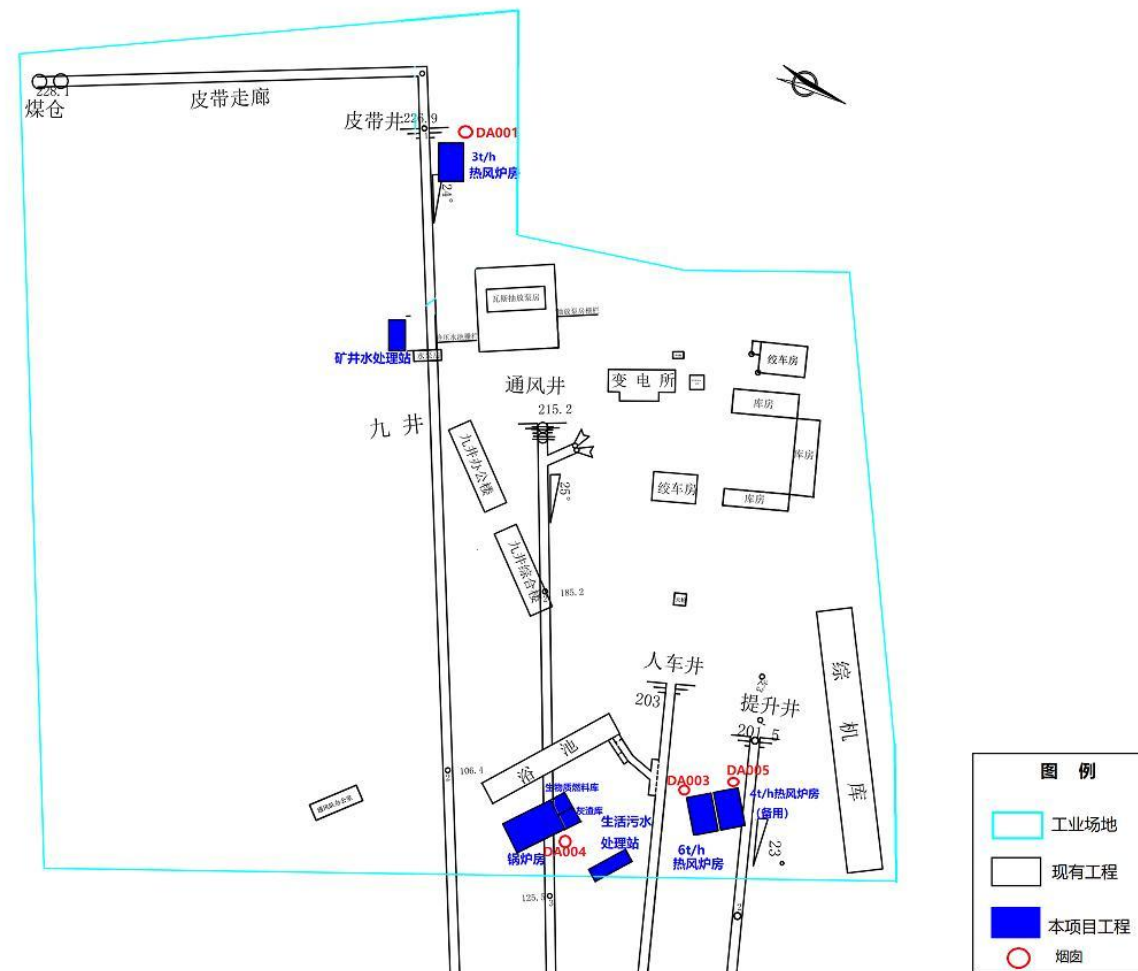 228.1
煤仓
皮带走廊
皮带井
226.9
DA001
3t/h
热风炉房
24°
瓦斯抽放泵房
抽放泵房栅栏
矿井水处理站
通风井
215.2
变电所
绞车房
库房
库房
库房
九井
九井办公楼
25°
绞车房
九井综合楼
185.2
人车井
203
提升井
201.5
综机库
浴池
106.4
生物质燃料库
灰渣库
生活污水
处理站
锅炉房
DA004
DA003
DA005
4t/h热风炉房
（备用）
6t/h
热风炉房
23°
125.5
图例
工业场地
现有工程
本项目工程
烟囱